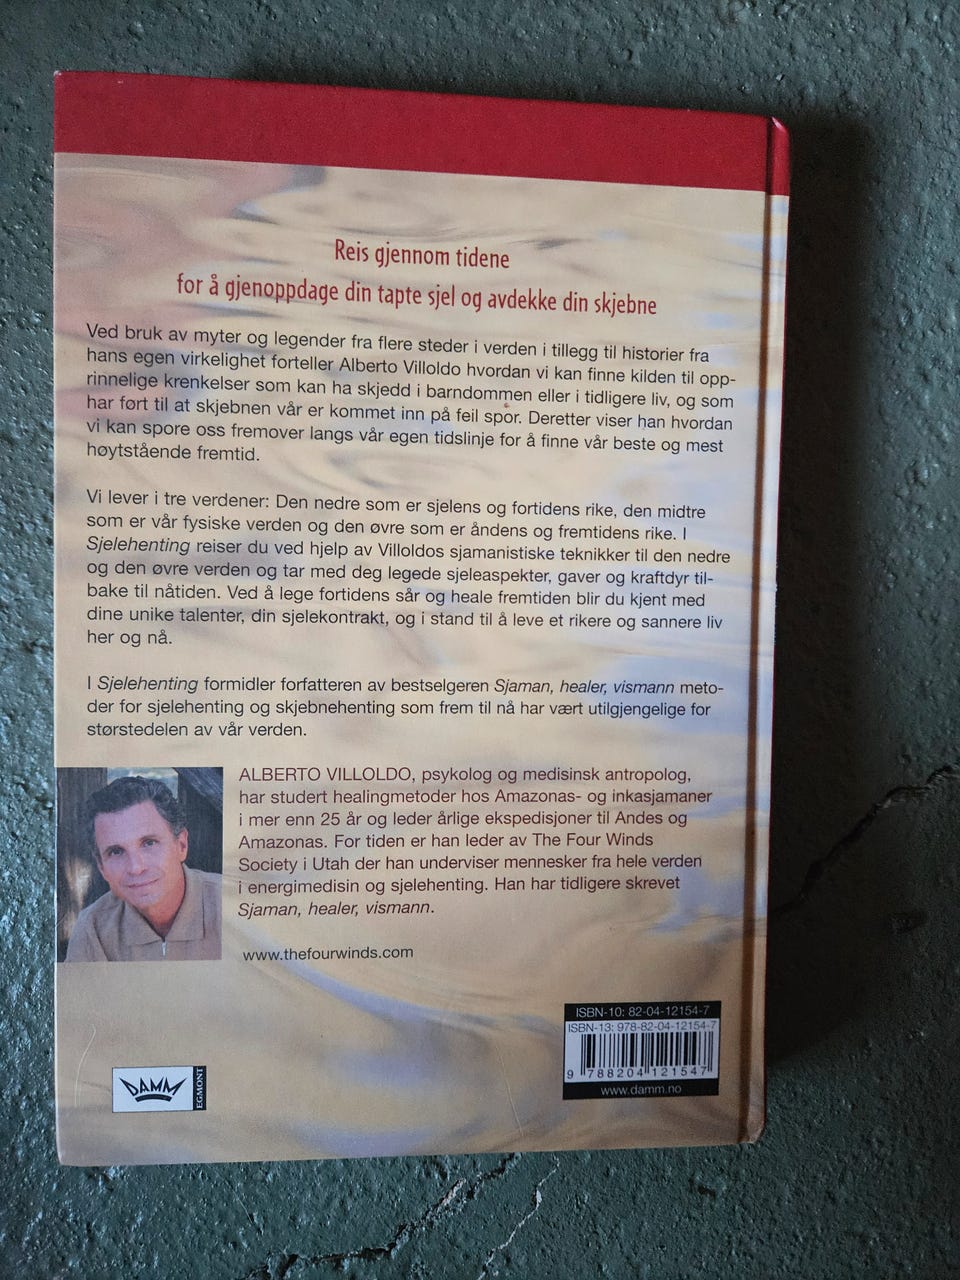 Reis gjennom tidene
for å gjenoppdage din tapte sjel og avdekke din skjebne
Ved bruk av myter og legender fra flere steder i verden i tillegg til historier fra
hans egen virkelighet forteller Alberto Villoldo hvordan vi kan finne kilden til opp-
rinnelige krenkelser som kan ha skjedd i barndommen eller i tidligere liv, og som
har ført til at skjebnen vår er kommet inn på feil spor. Deretter viser han hvordan
vi kan spore oss fremover langs vår egen tidslinje for å finne vår beste og mest
høytstående fremtid.
Vi lever i tre verdener: Den nedre som er sjelens og fortidens rike, den midtre
som er vår fysiske verden og den øvre som er åndens og fremtidens rike. I
Sjelehenting reiser du ved hjelp av Villoldos sjamanistiske teknikker til den nedre
og den øvre verden og tar med deg legede sjeleaspekter, gaver og kraftdyr til-
bake til nåtiden. Ved å lege fortidens sår og heale fremtiden blir du kjent med
dine unike talenter, din sjelekontrakt, og i stand til å leve et rikere og sannere liv
her og nå.
I Sjelehenting formidler forfatteren av bestselgeren Sjaman, healer, vismann meto-
der for sjelehenting og skjebnehenting som frem til nå har vært utilgjengelige for
størstedelen av vår verden.
ALBERTO VILLOLDO, psykolog og medisinsk antropolog,
har studert healingmetoder hos Amazonas- og inkasjamaner
i mer enn 25 år og leder årlige ekspedisjoner til Andes og
Amazonas. For tiden er han leder av The Four Winds
Society i Utah der han underviser mennesker fra hele verden
i energimedisin og sjelehenting. Han har tidligere skrevet
Sjaman, healer, vismann.
www.thefourwinds.com
ISBN-10: 82-04-12154-7
ISBN-13: 978-82-04-12154-7
9 788204 121547
www.damm.no
DAMM
EGMONT